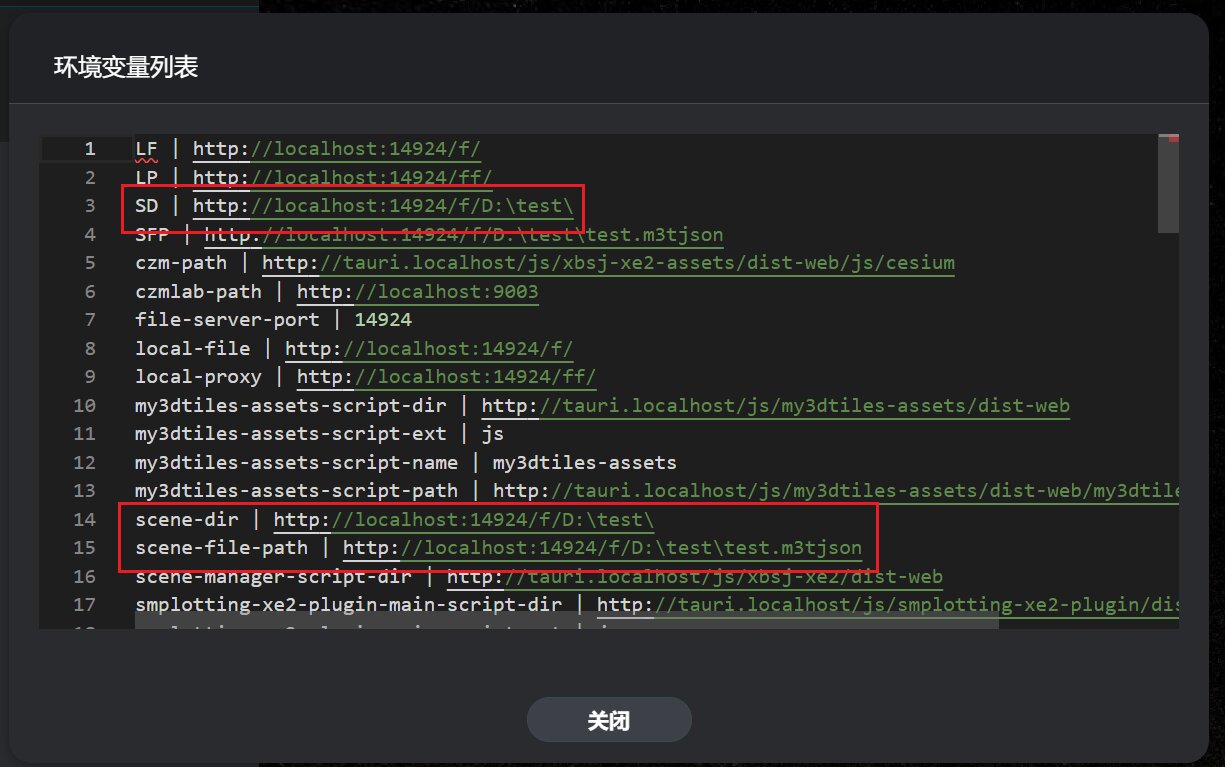 环境变量列表
1 LF | http://localhost:14924/f/
2 LP | http://localhost:14924/ff/
3 SD | http://localhost:14924/f/D:\test\
4 SFP | http://localhost:14924/f/D:\test\test.m3tjson
5 czm-path | http://tauri.localhost/js/xbsj-xe2-assets/dist-web/js/cesium
6 czmlab-path | http://localhost:9003
7 file-server-port | 14924
8 local-file | http://localhost:14924/f/
9 local-proxy | http://localhost:14924/ff/
10 my3dtiles-assets-script-dir | http://tauri.localhost/js/my3dtiles-assets/dist-web
11 my3dtiles-assets-script-ext | js
12 my3dtiles-assets-script-name | my3dtiles-assets
13 my3dtiles-assets-script-path | http://tauri.localhost/js/my3dtiles-assets/dist-web/my3dtile
14 scene-dir | http://localhost:14924/f/D:\test\
15 scene-file-path | http://localhost:14924/f/D:\test\test.m3tjson
16 scene-manager-script-dir | http://tauri.localhost/js/xbsj-xe2/dist-web
17 smplotting-xe2-plugin-main-script-dir | http://tauri.localhost/js/smplotting-xe2-plugin/dis
关闭